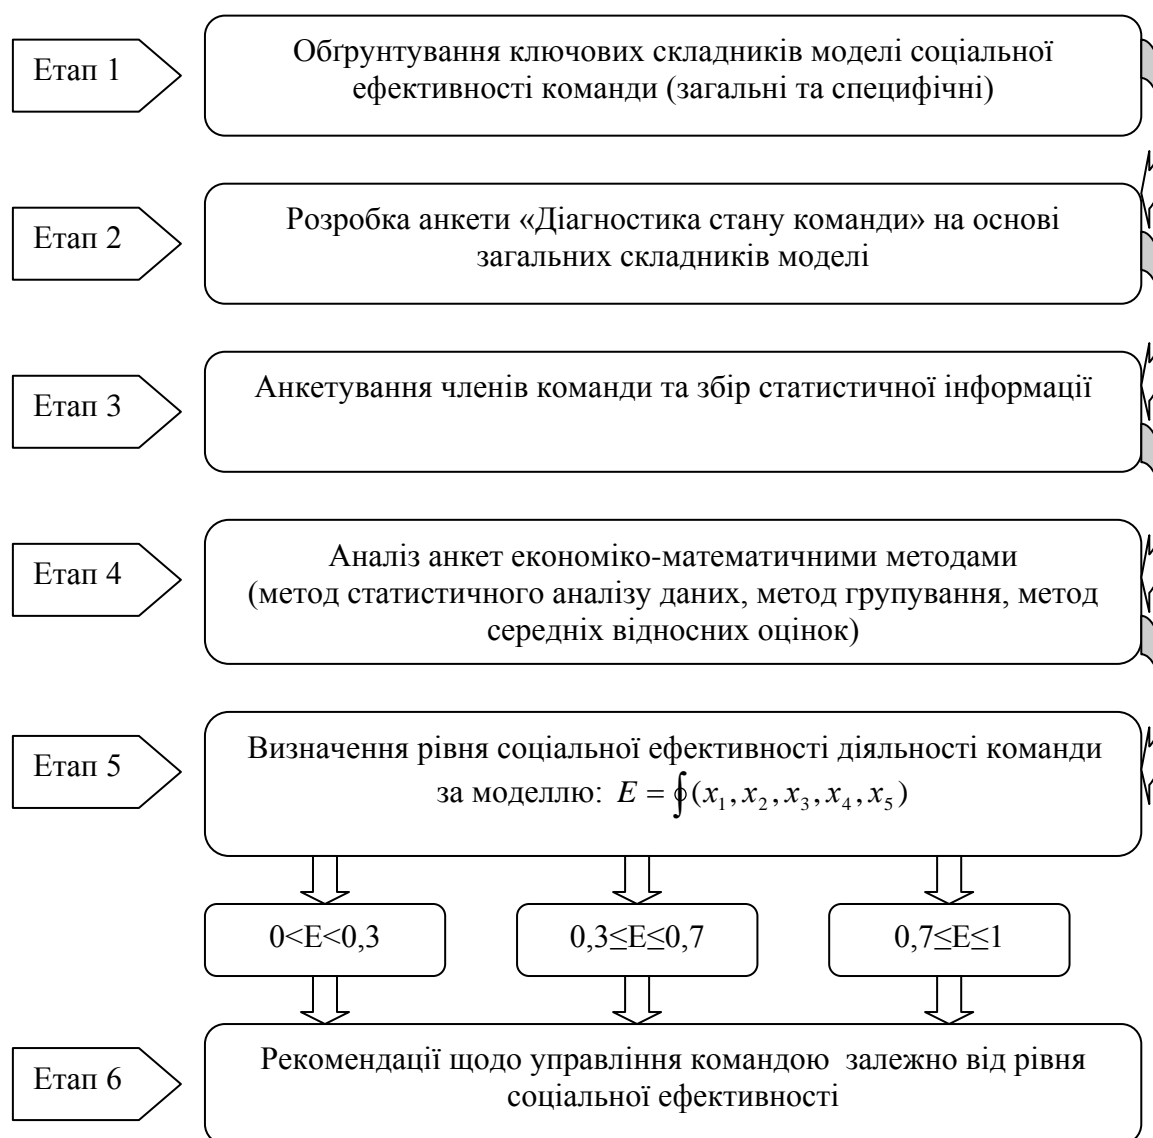 Етап 1
Обґрунтування ключових складників моделі соціальної
ефективності команди (загальні та специфічні)
Етап 2
Розробка анкети «Діагностика стану команди» на основі
загальних складників моделі
Етап 3
Анкетування членів команди та збір статистичної інформації
Етап 4
Аналіз анкет економіко-математичними методами
(метод статистичного аналізу даних, метод групування, метод
середніх відносних оцінок)
Етап 5
Визначення рівня соціальної ефективності діяльності команди
за моделлю: E = ∮(x₁, x₂, x₃, x₄, x₅)
0<E<0,3
0,3≤E≤0,7
0,7≤E≤1
Етап 6
Рекомендації щодо управління командою залежно від рівня
соціальної ефективності